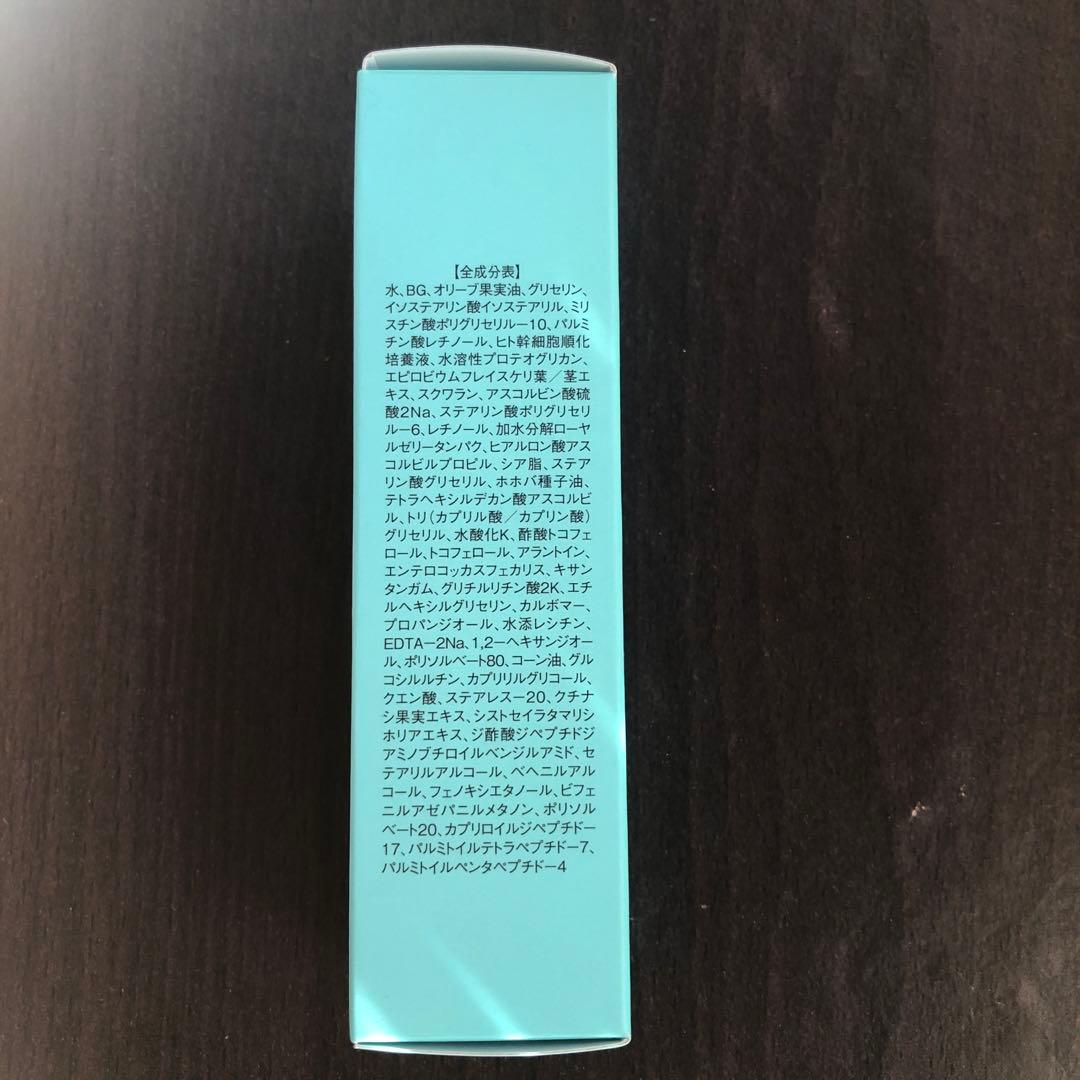 【全成分表】
水、BG、オリーブ果実油、グリセリン、
イソステアリン酸イソステアリル、ミリ
スチン酸ポリグリセリルー10、パルミ
チン酸レチノール、ヒト幹細胞順化
培養液、水溶性プロテオグリカン、
エピロビウムフレイスケリ葉／茎エ
キス、スクワラン、アスコルビン酸硫
酸2Na、ステアリン酸ポリグリセリ
ルー6、レチノール、加水分解ローヤ
ルゼリータンパク、ヒアルロン酸アス
コルビルプロピル、シア脂、ステア
リン酸グリセリル、ホホバ種子油、
テトラヘキシルデカン酸アスコルビ
ル、トリ（カプリル酸／カプリン酸）
グリセリル、水酸化K、酢酸トコフェ
ロール、トコフェロール、アラントイン、
エンテロコッカスフェカリス、キサン
タンガム、グリチルリチン酸2K、エチ
ルヘキシルグリセリン、カルボマー、
プロパンジオール、水添レシチン、
EDTAー2Na、1,2ーヘキサンジオー
ル、ポリソルベート80、コーン油、グル
コシルルチン、カプリリルグリコール、
クエン酸、ステアレスー20、クチナ
シ果実エキス、シストセイラタマリシ
ホリアエキス、ジ酢酸ジペプチドジ
アミノブチロイルベンジルアミド、セ
テアリルアルコール、ベヘニルアル
コール、フェノキシエタノール、ビフェ
ニルアゼパニルメタノン、ポリソル
ベート20、カプリロイルジペプチドー
17、パルミトイルテトラペプチドー7、
パルミトイルペンタペプチドー4